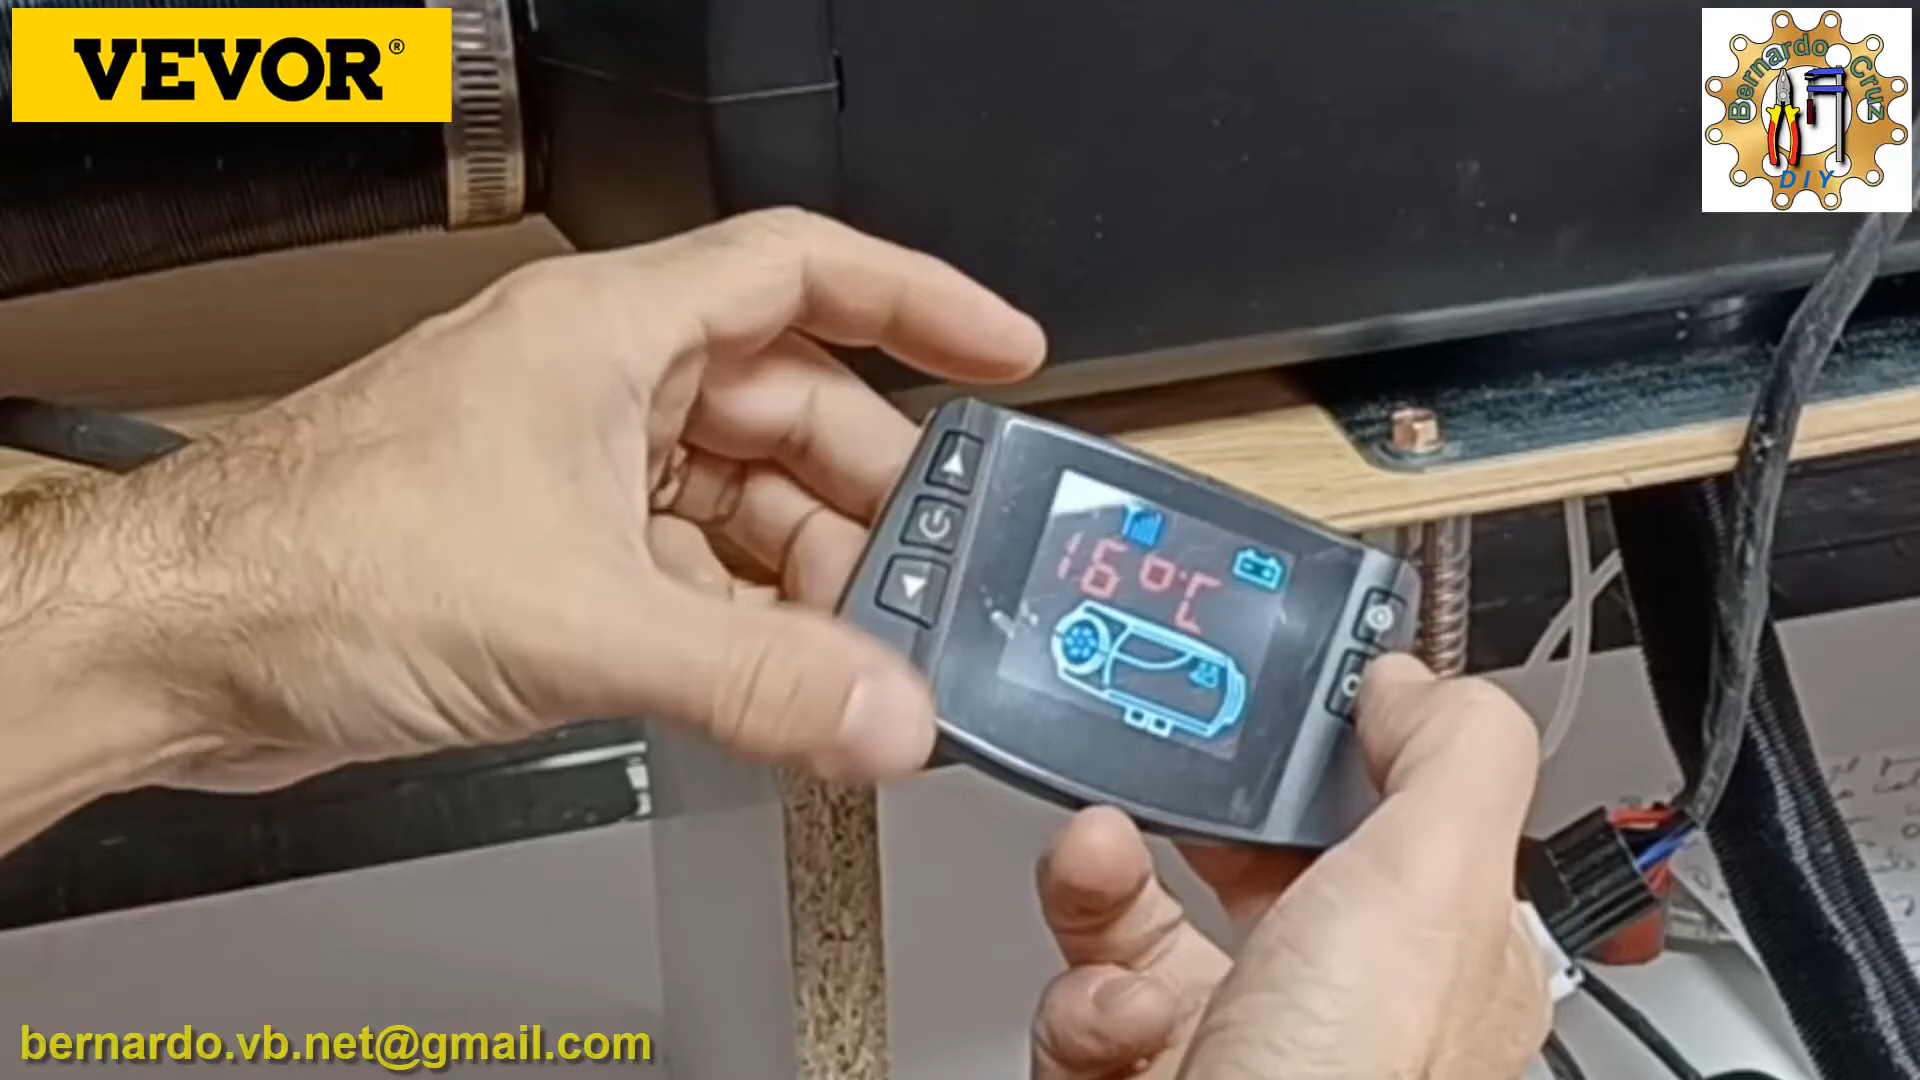 VEVOR®
Bernardo Cruz
DIY
16°C
bernardo.vb.net@gmail.com